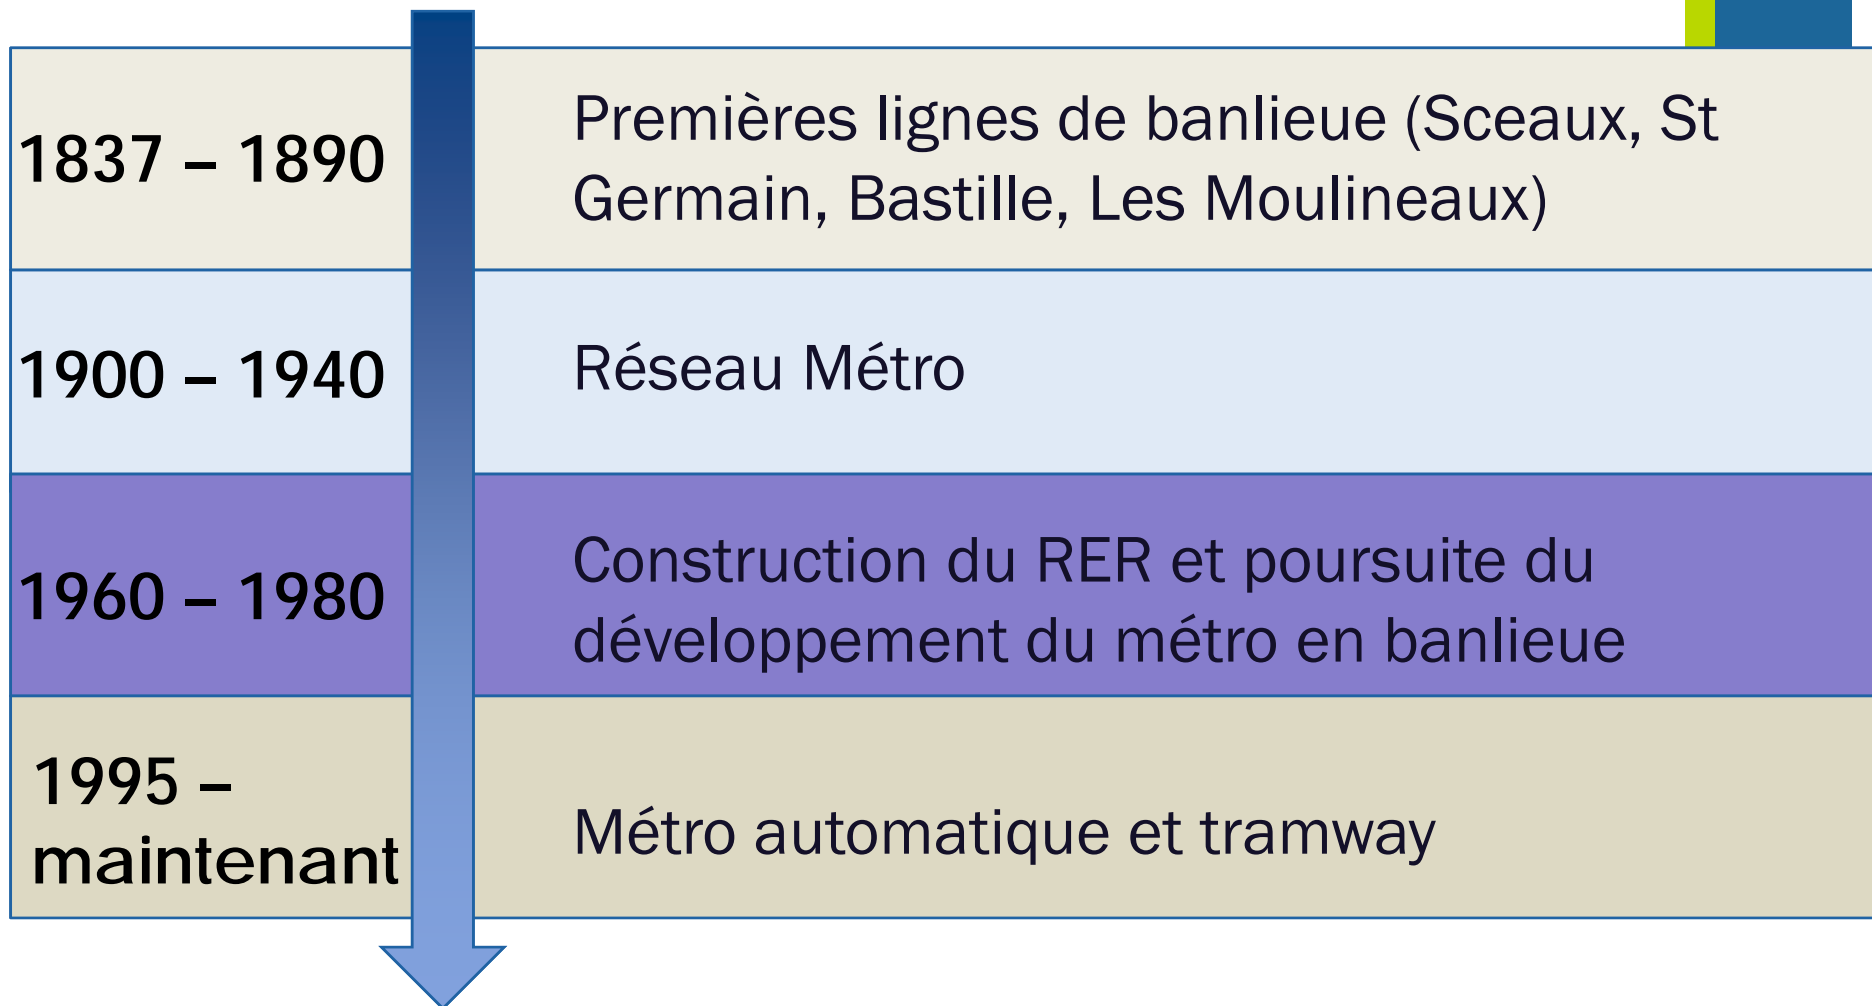 1837 – 1890
Premières lignes de banlieue (Sceaux, St
Germain, Bastille, Les Moulineaux)
1900 – 1940
Réseau Métro
1960 – 1980
Construction du RER et poursuite du
développement du métro en banlieue
1995 –
maintenant
Métro automatique et tramway